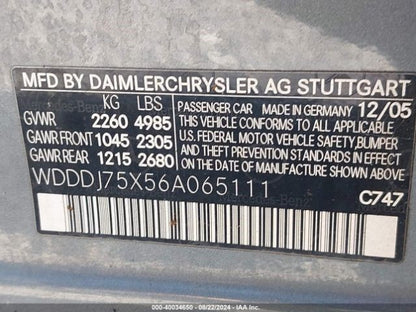 MFD BY DAIMLERCHRYSLER AG STUTTGART
KG LBS
GVWR 2260 4985
GAWR FRONT 1045 2305
GAWR REAR 1215 2680
PASSENGER CAR MADE IN GERMANY 12/05
THIS VEHICLE CONFORMS TO ALL APPLICABLE
U.S. FEDERAL MOTOR VEHICLE SAFETY, BUMPER
AND THEFT PREVENTION STANDARDS IN EFFECT
ON THE DATE OF MANUFACTURE SHOWN ABOVE.
WDDDJ75X56A065111
C747
© 400-40034650 - 08/22/2024 - IAA, Inc.